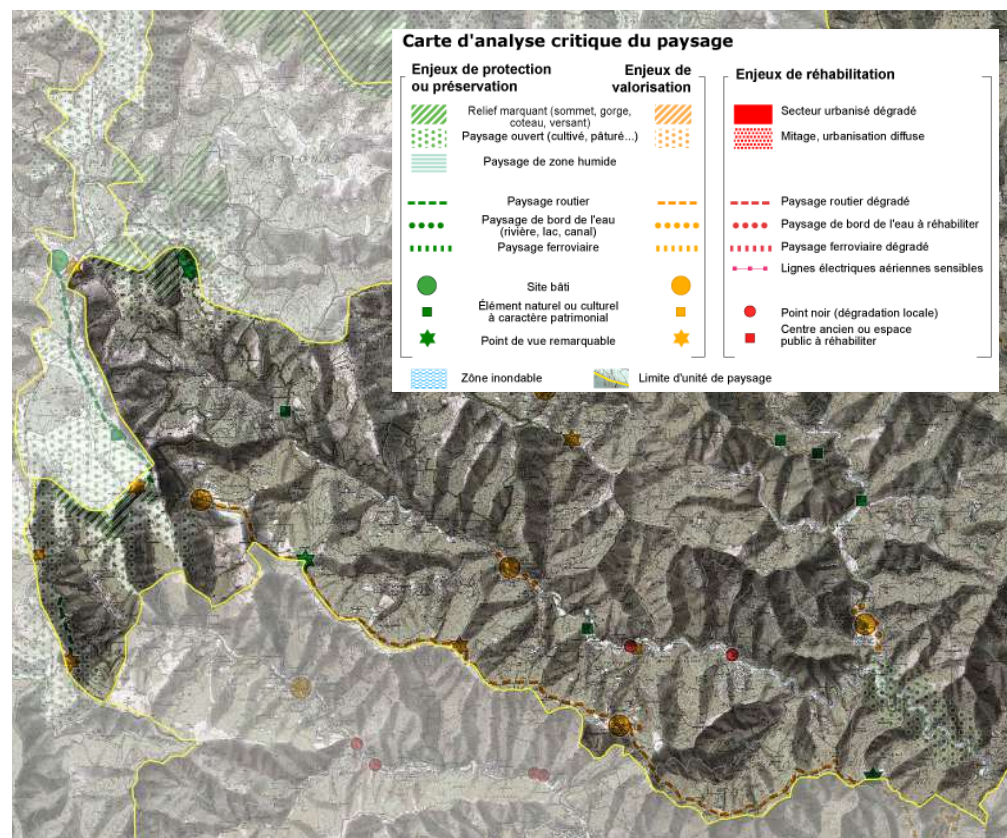 Carte d'analyse critique du paysage
Enjeux de protection
ou préservation
Enjeux de
valorisation
Relief marquant (sommet, gorge,
coteau, versant)
Paysage ouvert (cultivé, pâturé...)
Paysage de zone humide
Paysage routier
Paysage de bord de l'eau
(rivière, lac, canal)
Paysage ferroviaire
Site bâti
Élément naturel ou culturel
à caractère patrimonial
Point de vue remarquable
Enjeux de réhabilitation
Secteur urbanisé dégradé
Mitage, urbanisation diffuse
Paysage routier dégradé
Paysage de bord de l'eau à réhabiliter
Paysage ferroviaire dégradé
Lignes électriques aériennes sensibles
Point noir (dégradation locale)
Centre ancien ou espace
public à réhabiliter
Zône inondable
Limite d'unité de paysage